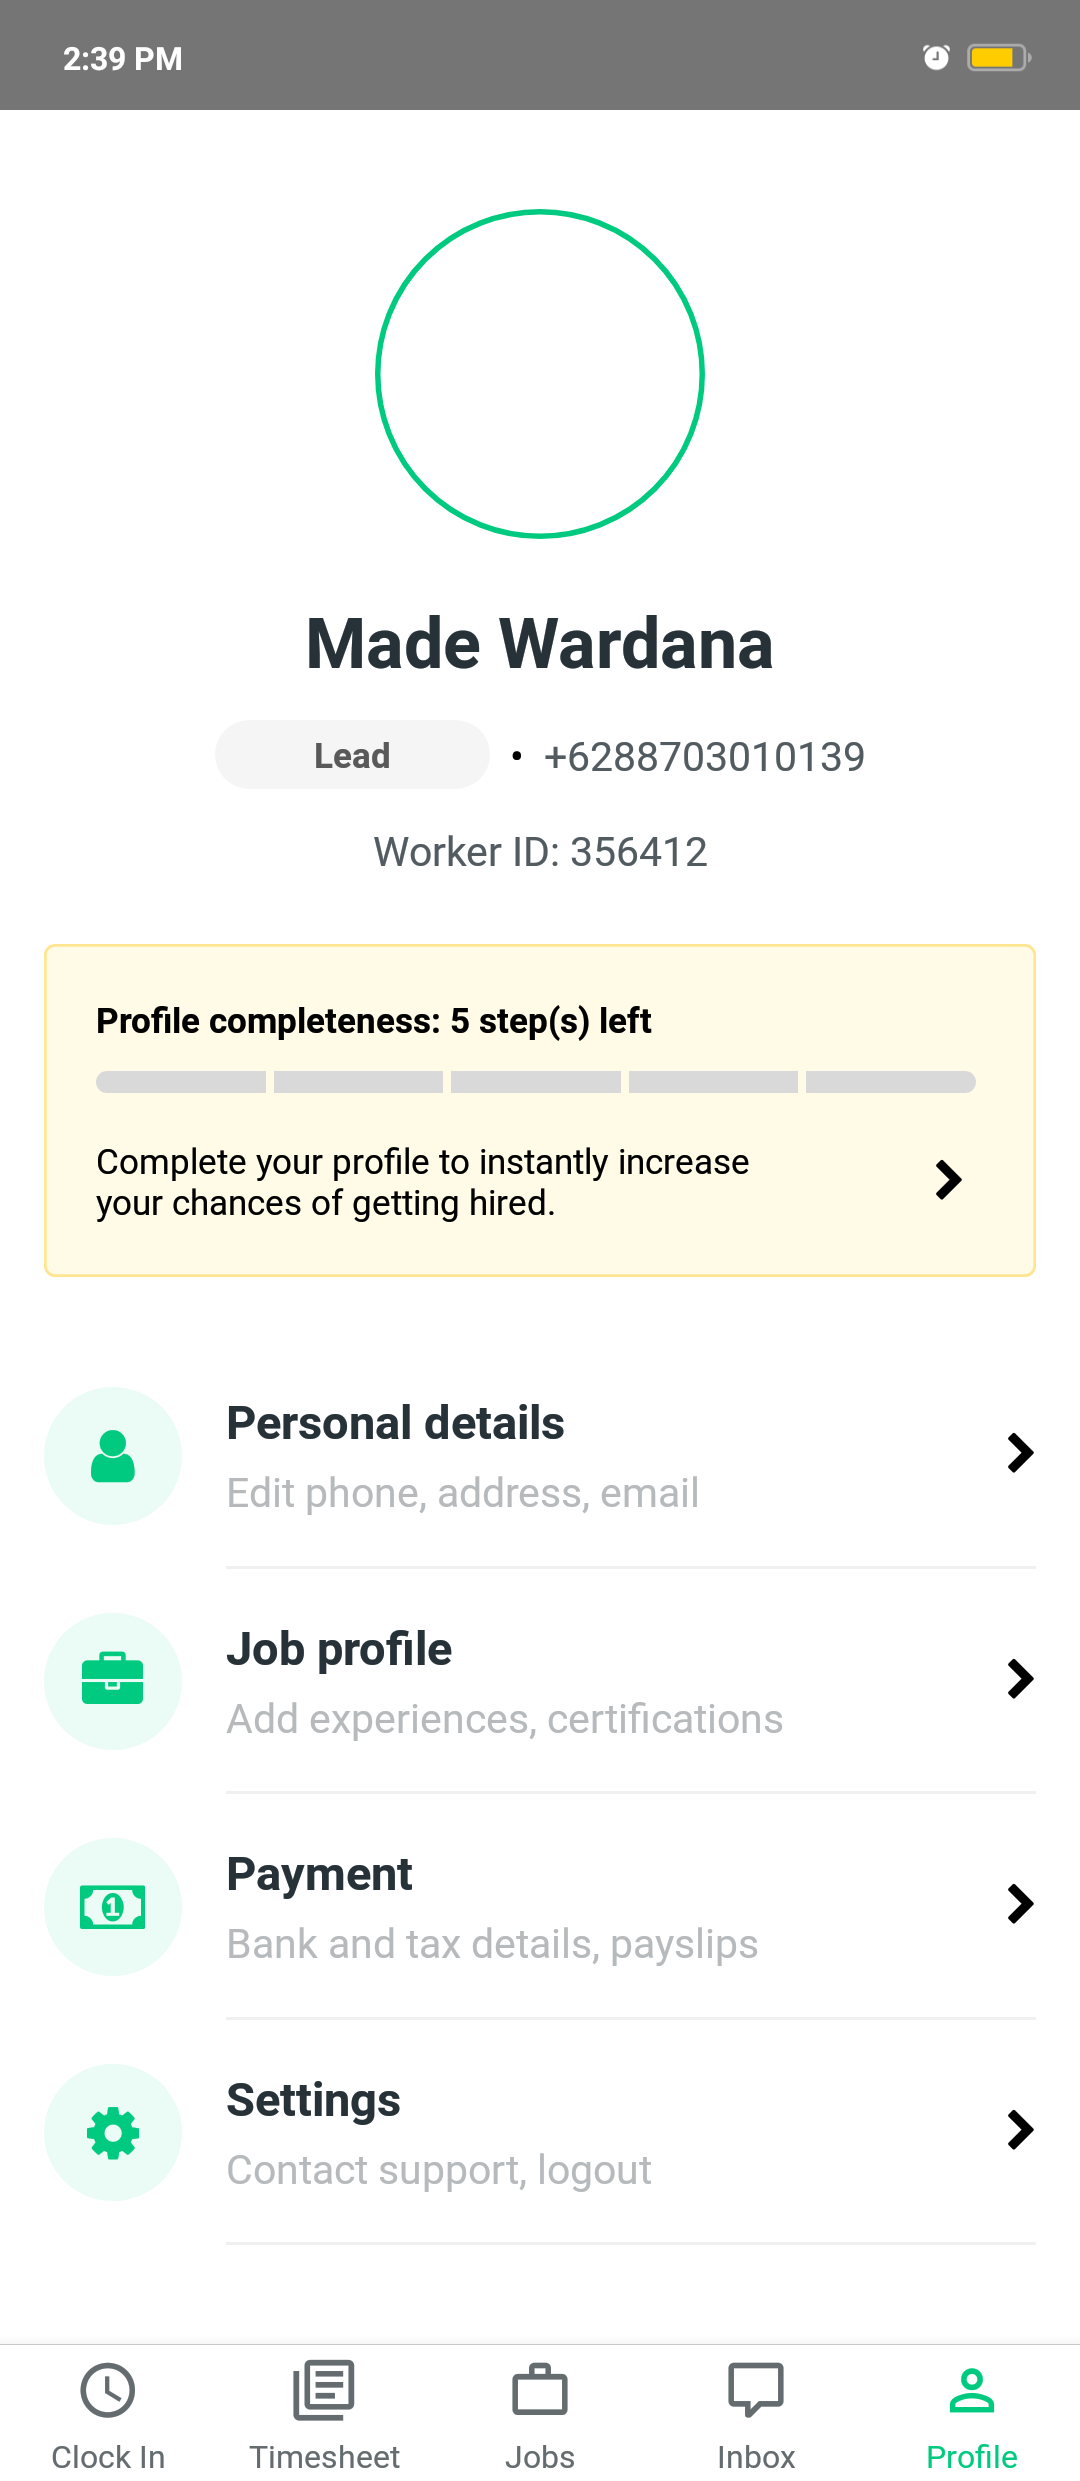 2:39 PM
Made Wardana
Lead • +6288703010139
Worker ID: 356412
Profile completeness: 5 step(s) left
Complete your profile to instantly increase
your chances of getting hired.
Personal details
Edit phone, address, email
Job profile
Add experiences, certifications
1
Payment
Bank and tax details, payslips
Settings
Contact support, logout
Clock In Timesheet Jobs Inbox Profile